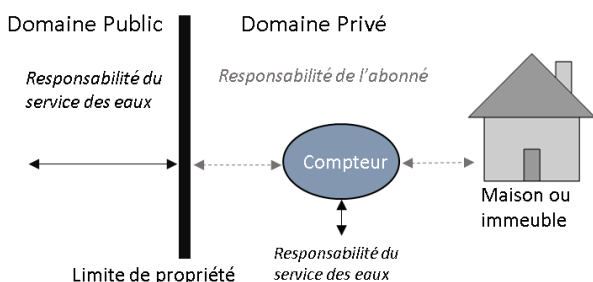 Domaine Public
Domaine Privé
Responsabilité du
service des eaux
Responsabilité de l'abonné
Compteur
Maison ou
immeuble
Responsabilité du
service des eaux
Limite de propriété